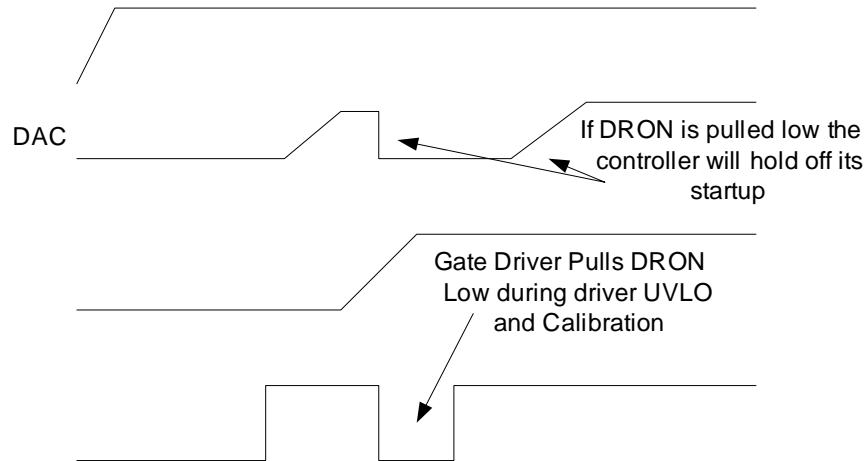 DAC
If DRON is pulled low the
controller will hold off its
startup
Gate Driver Pulls DRON
Low during driver UVLO
and Calibration